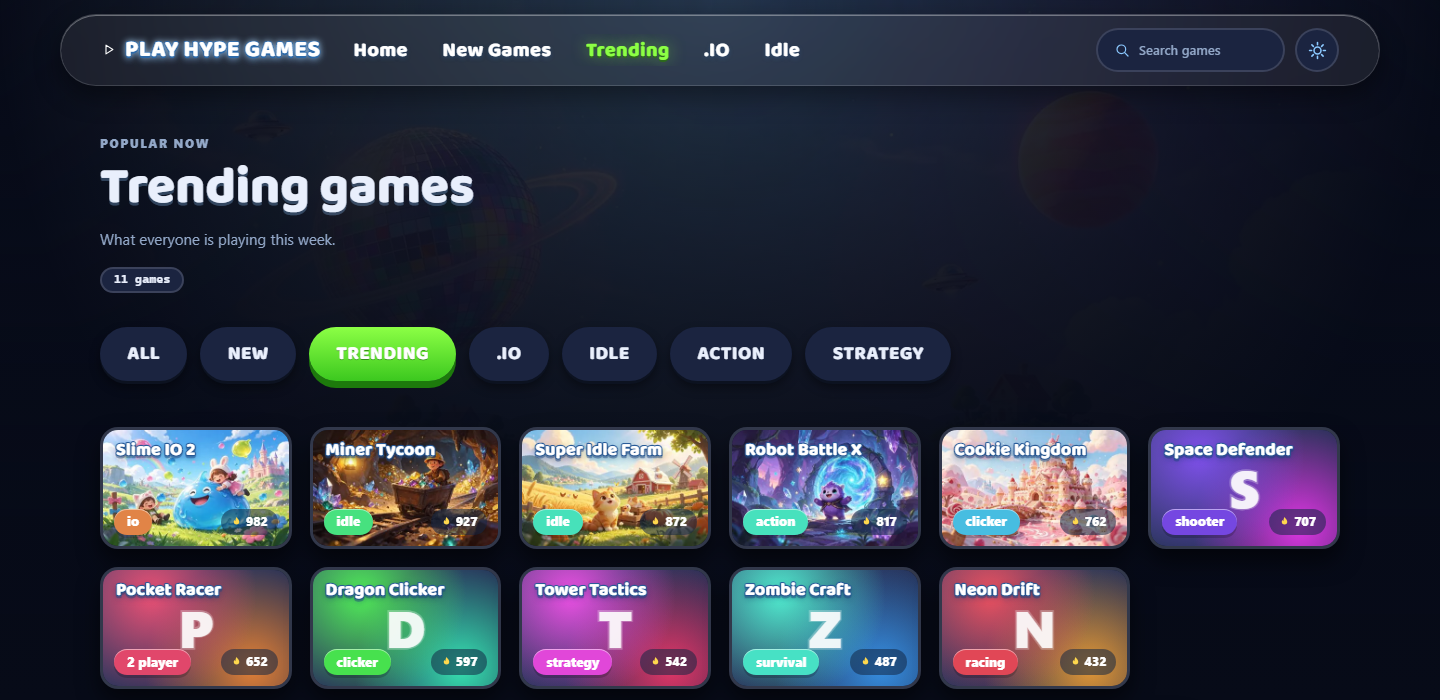 PLAY HYPE GAMES Home New Games Trending .IO Idle Search games
POPULAR NOW
Trending games
What everyone is playing this week.
11 games
ALL NEW TRENDING .IO IDLE ACTION STRATEGY
Slime IO 2
io 982
Miner Tycoon
idle 927
Super Idle Farm
idle 872
Robot Battle X
action 817
Cookie Kingdom
clicker 762
Space Defender
S
shooter 707
Pocket Racer
P
2 player 652
Dragon Clicker
D
clicker 597
Tower Tactics
T
strategy 542
Zombie Craft
Z
survival 487
Neon Drift
N
racing 432